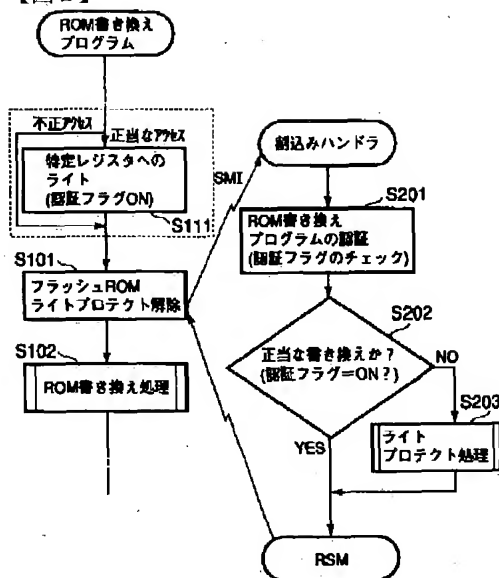 ROM書き換え
プログラム
不正アクセス
正当なアクセス
特定レジスタへの
ライト
(認証フラグON)
S111
S101
フラッシュROM
ライトプロテクト解除
S102
ROM書き換え処理
SMI
割込みハンドラ
S201
ROM書き換え
プログラムの認証
(認証フラグのチェック)
S202
正当な書き換えか?
(認証フラグ=ON?)
NO
YES
S203
ライト
プロテクト処理
RSM